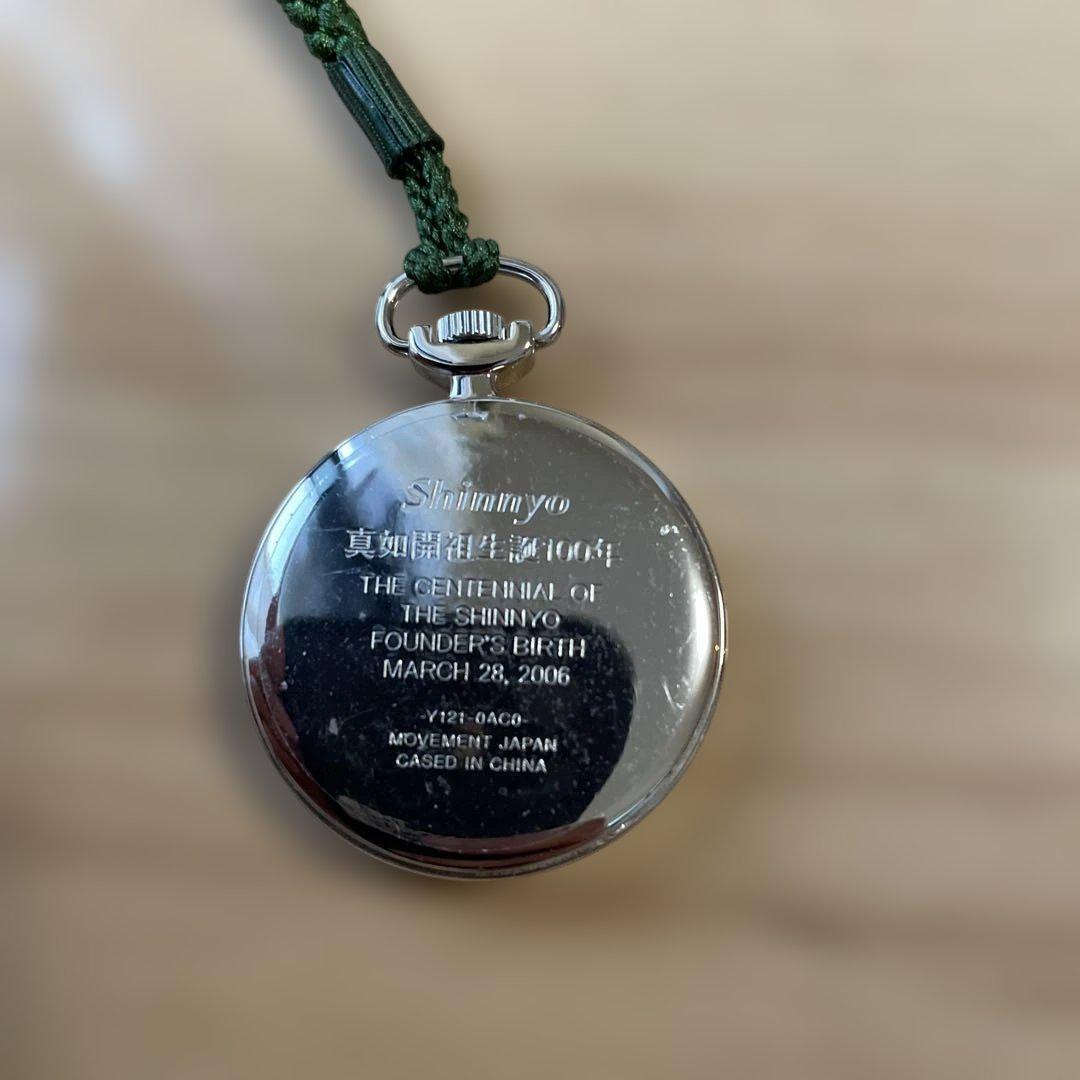 Shinnyo
真如開祖生誕100年
THE CENTENNIAL OF
THE SHINNYO
FOUNDER'S BIRTH
MARCH 28, 2006
-Y121-0AC0-
MOVEMENT JAPAN
CASED IN CHINA